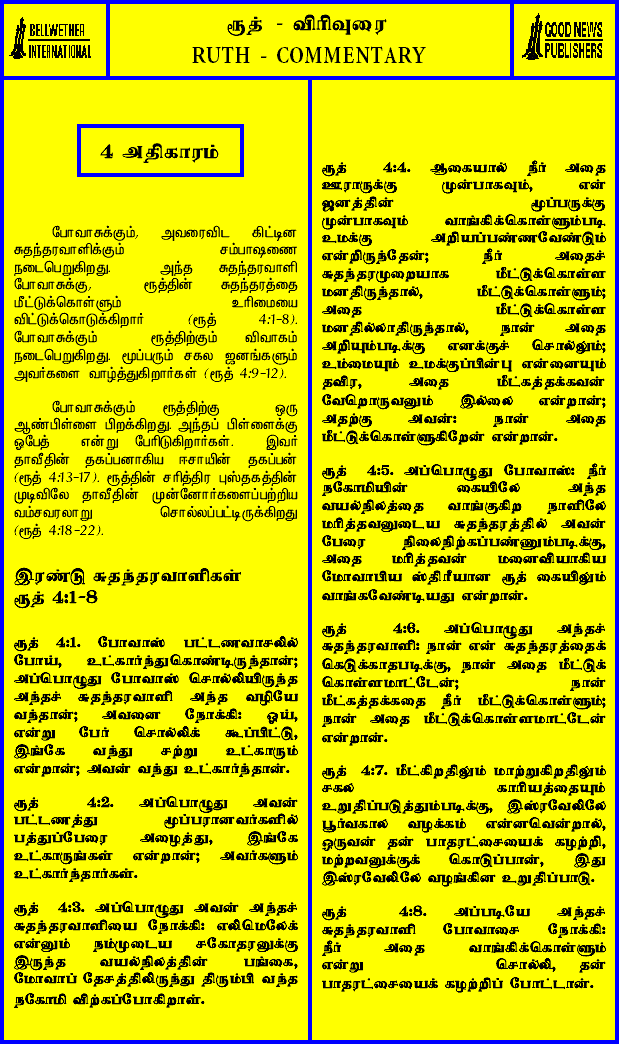 BELLWETHER
INTERNATIONAL
ரூத் - விரிவுரை
RUTH - COMMENTARY
GOOD NEWS
PUBLISHERS
4 அதிகாரம்
போவாசுக்கும், அவரைவிட கிட்டின
சுதந்தரவாளிக்கும் சம்பாஷணை
நடைபெறுகிறது. அந்த சுதந்தரவாளி
போவாசுக்கு, ரூத்தின் சுதந்தரத்தை
மீட்டுக்கொள்ளும் உரிமையை
விட்டுக்கொடுக்கிறார் (ரூத் 4:1-8).
போவாசுக்கும் ரூத்திற்கும் விவாகம்
நடைபெறுகிறது. மூப்பரும் சகல ஜனங்களும்
அவர்களை வாழ்த்துகிறார்கள் (ரூத் 4:9-12).
போவாசுக்கும் ரூத்திற்கு ஒரு
ஆண்பிள்ளை பிறக்கிறது. அந்தப் பிள்ளைக்கு
ஓபேத் என்று பேரிடுகிறார்கள். இவர்
தாவீதின் தகப்பனாகிய ஈசாயின் தகப்பன்
(ரூத் 4:13-17). ரூத்தின் சரித்திர புஸ்தகத்தின்
முடிவிலே தாவீதின் முன்னோர்களைப்பற்றிய
வம்சவரலாறு சொல்லப்பட்டிருக்கிறது
(ரூத் 4:18-22).
இரண்டு சுதந்தரவாளிகள்
ரூத் 4:1-8
ரூத் 4:1. போவாஸ் பட்டணவாசலில்
போய், உட்கார்ந்துகொண்டிருந்தான்;
அப்பொழுது போவாஸ் சொல்லியிருந்த
அந்தச் சுதந்தரவாளி அந்த வழியே
வந்தான்; அவனை நோக்கி: ஓய்,
என்று பேர் சொல்லிக் கூப்பிட்டு,
இங்கே வந்து சற்று உட்காரும்
என்றான்; அவன் வந்து உட்கார்ந்தான்.
ரூத் 4:2. அப்பொழுது அவன்
பட்டணத்து மூப்பரானவர்களில்
பத்துப்பேரை அழைத்து, இங்கே
உட்காருங்கள் என்றான்; அவர்களும்
உட்கார்ந்தார்கள்.
ரூத் 4:3. அப்பொழுது அவன் அந்தச்
சுதந்தரவாளியை நோக்கி: எலிமெலேக்
என்னும் நம்முடைய சகோதரனுக்கு
இருந்த வயல்நிலத்தின் பங்கை,
மோவாப் தேசத்திலிருந்து திரும்பி வந்த
நகோமி விற்கப்போகிறாள்.
ரூத் 4:4. ஆகையால் நீர் அதை
ஊராருக்கு முன்பாகவும், என்
ஜனத்தின் மூப்பருக்கு
முன்பாகவும் வாங்கிக்கொள்ளும்படி
உமக்கு அறியப்பண்ணவேண்டும்
என்றிருந்தேன்; நீர் அதைச்
சுதந்தரமுறையாக மீட்டுக்கொள்ள
மனதிருந்தால், மீட்டுக்கொள்ளும்;
அதை மீட்டுக்கொள்ள
மனதில்லாதிருந்தால், நான் அதை
அறியும்படிக்கு எனக்குச் சொல்லும்;
உம்மையும் உமக்குப்பின்பு என்னையும்
தவிர, அதை மீட்கத்தக்கவன்
வேறொருவனும் இல்லை என்றான்;
அதற்கு அவன்: நான் அதை
மீட்டுக்கொள்ளுகிறேன் என்றான்.
ரூத் 4:5. அப்பொழுது போவாஸ்: நீர்
நகோமியின் கையிலே அந்த
வயல்நிலத்தை வாங்குகிற நாளிலே
மரித்தவனுடைய சுதந்தரத்தில் அவன்
பேரை நிலைநிற்கப்பண்ணும்படிக்கு,
அதை மரித்தவன் மனைவியாகிய
மோவாபிய ஸ்திரீயான ரூத் கையிலும்
வாங்கவேண்டியது என்றான்.
ரூத் 4:6. அப்பொழுது அந்தச்
சுதந்தரவாளி: நான் என் சுதந்தரத்தைக்
கெடுக்காதபடிக்கு, நான் அதை மீட்டுக்
கொள்ளமாட்டேன்; நான்
மீட்கத்தக்கதை நீர் மீட்டுக்கொள்ளும்;
நான் அதை மீட்டுக்கொள்ளமாட்டேன்
என்றான்.
ரூத் 4:7. மீட்கிறதிலும் மாற்றுகிறதிலும்
சகல காரியத்தையும்
உறுதிப்படுத்தும்படிக்கு, இஸ்ரவேலிலே
பூர்வகால வழக்கம் என்னவென்றால்,
ஒருவன் தன் பாதரட்சையைக் கழற்றி,
மற்றவனுக்குக் கொடுப்பான், இது
இஸ்ரவேலிலே வழங்கின உறுதிப்பாடு.
ரூத் 4:8. அப்படியே அந்தச்
சுதந்தரவாளி போவாசை நோக்கி:
நீர் அதை வாங்கிக்கொள்ளும்
என்று சொல்லி, தன்
பாதரட்சையைக் கழற்றிப் போட்டான்.